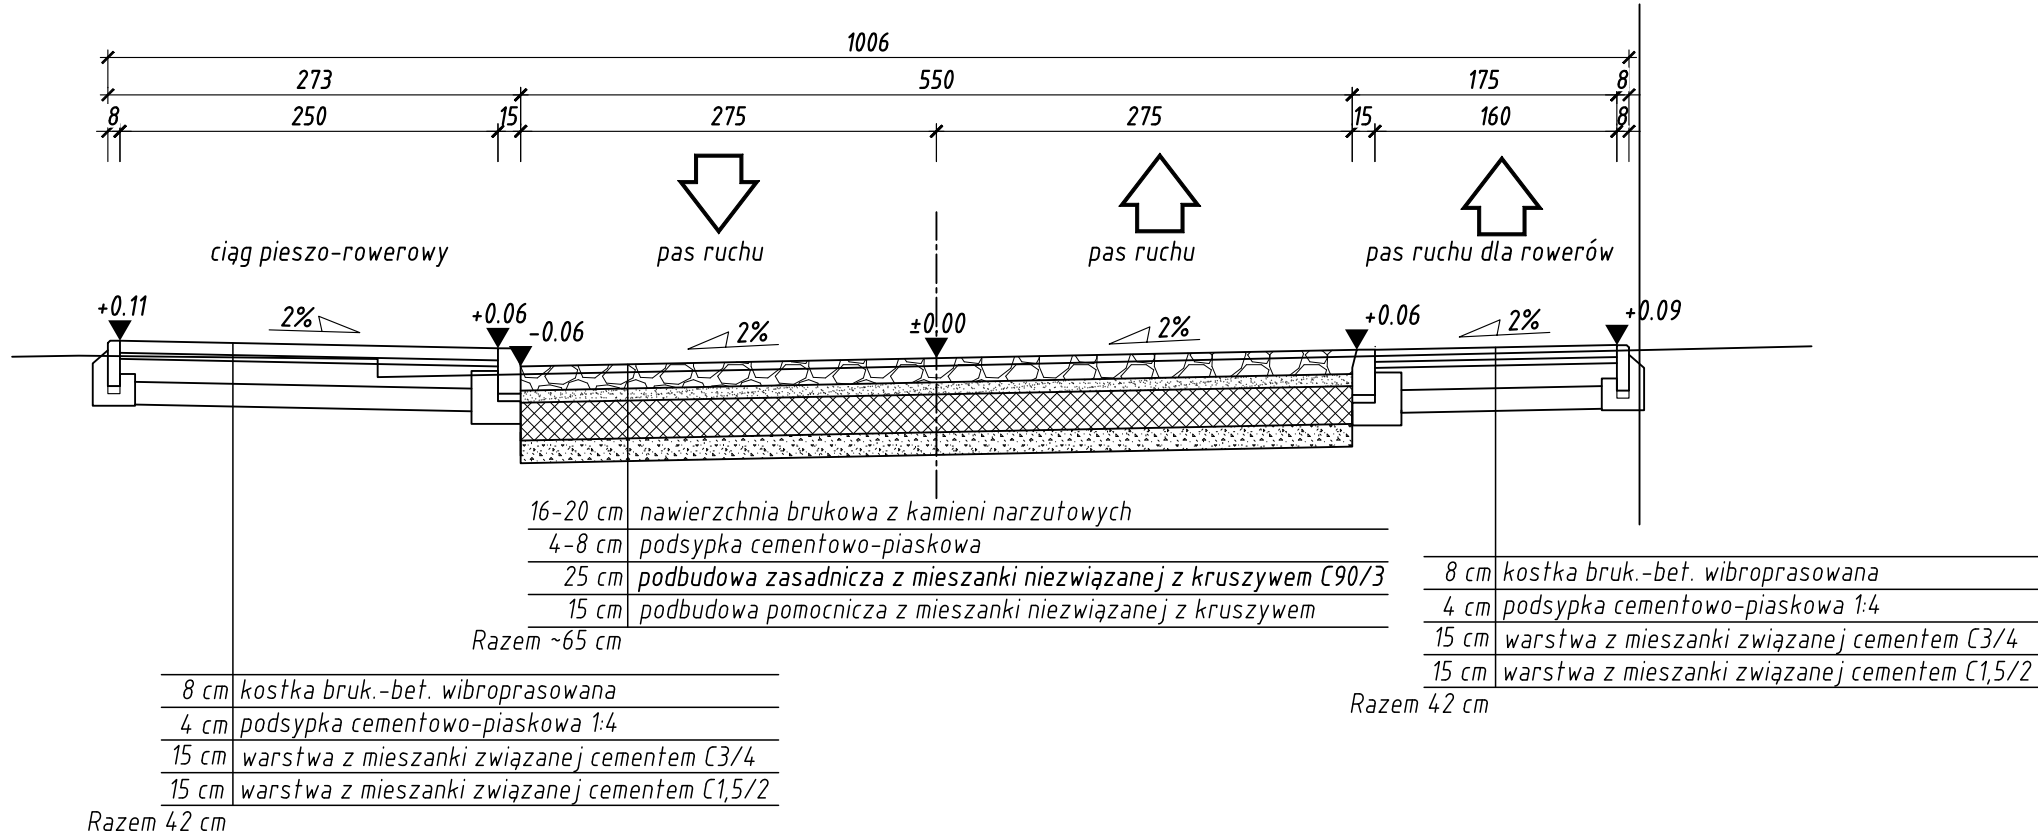 1006
273 550 175 8
8 250 15 275 275 15 160 8
ciąg pieszo-rowerowy pas ruchu pas ruchu pas ruchu dla rowerów
+0.11 2% +0.06 -0.06 2% ±0.00 2% +0.06 2% +0.09
16-20 cm nawierzchnia brukowa z kamieni narzutowych
4-8 cm podsypka cementowo-piaskowa
25 cm podbudowa zasadnicza z mieszanki niezwiązanej z kruszywem C90/3
15 cm podbudowa pomocnicza z mieszanki niezwiązanej z kruszywem
Razem ~65 cm
8 cm kostka bruk.-bet. wibroprasowana
4 cm podsypka cementowo-piaskowa 1:4
15 cm warstwa z mieszanki związanej cementem C3/4
15 cm warstwa z mieszanki związanej cementem C1,5/2
Razem 42 cm
8 cm kostka bruk.-bet. wibroprasowana
4 cm podsypka cementowo-piaskowa 1:4
15 cm warstwa z mieszanki związanej cementem C3/4
15 cm warstwa z mieszanki związanej cementem C1,5/2
Razem 42 cm